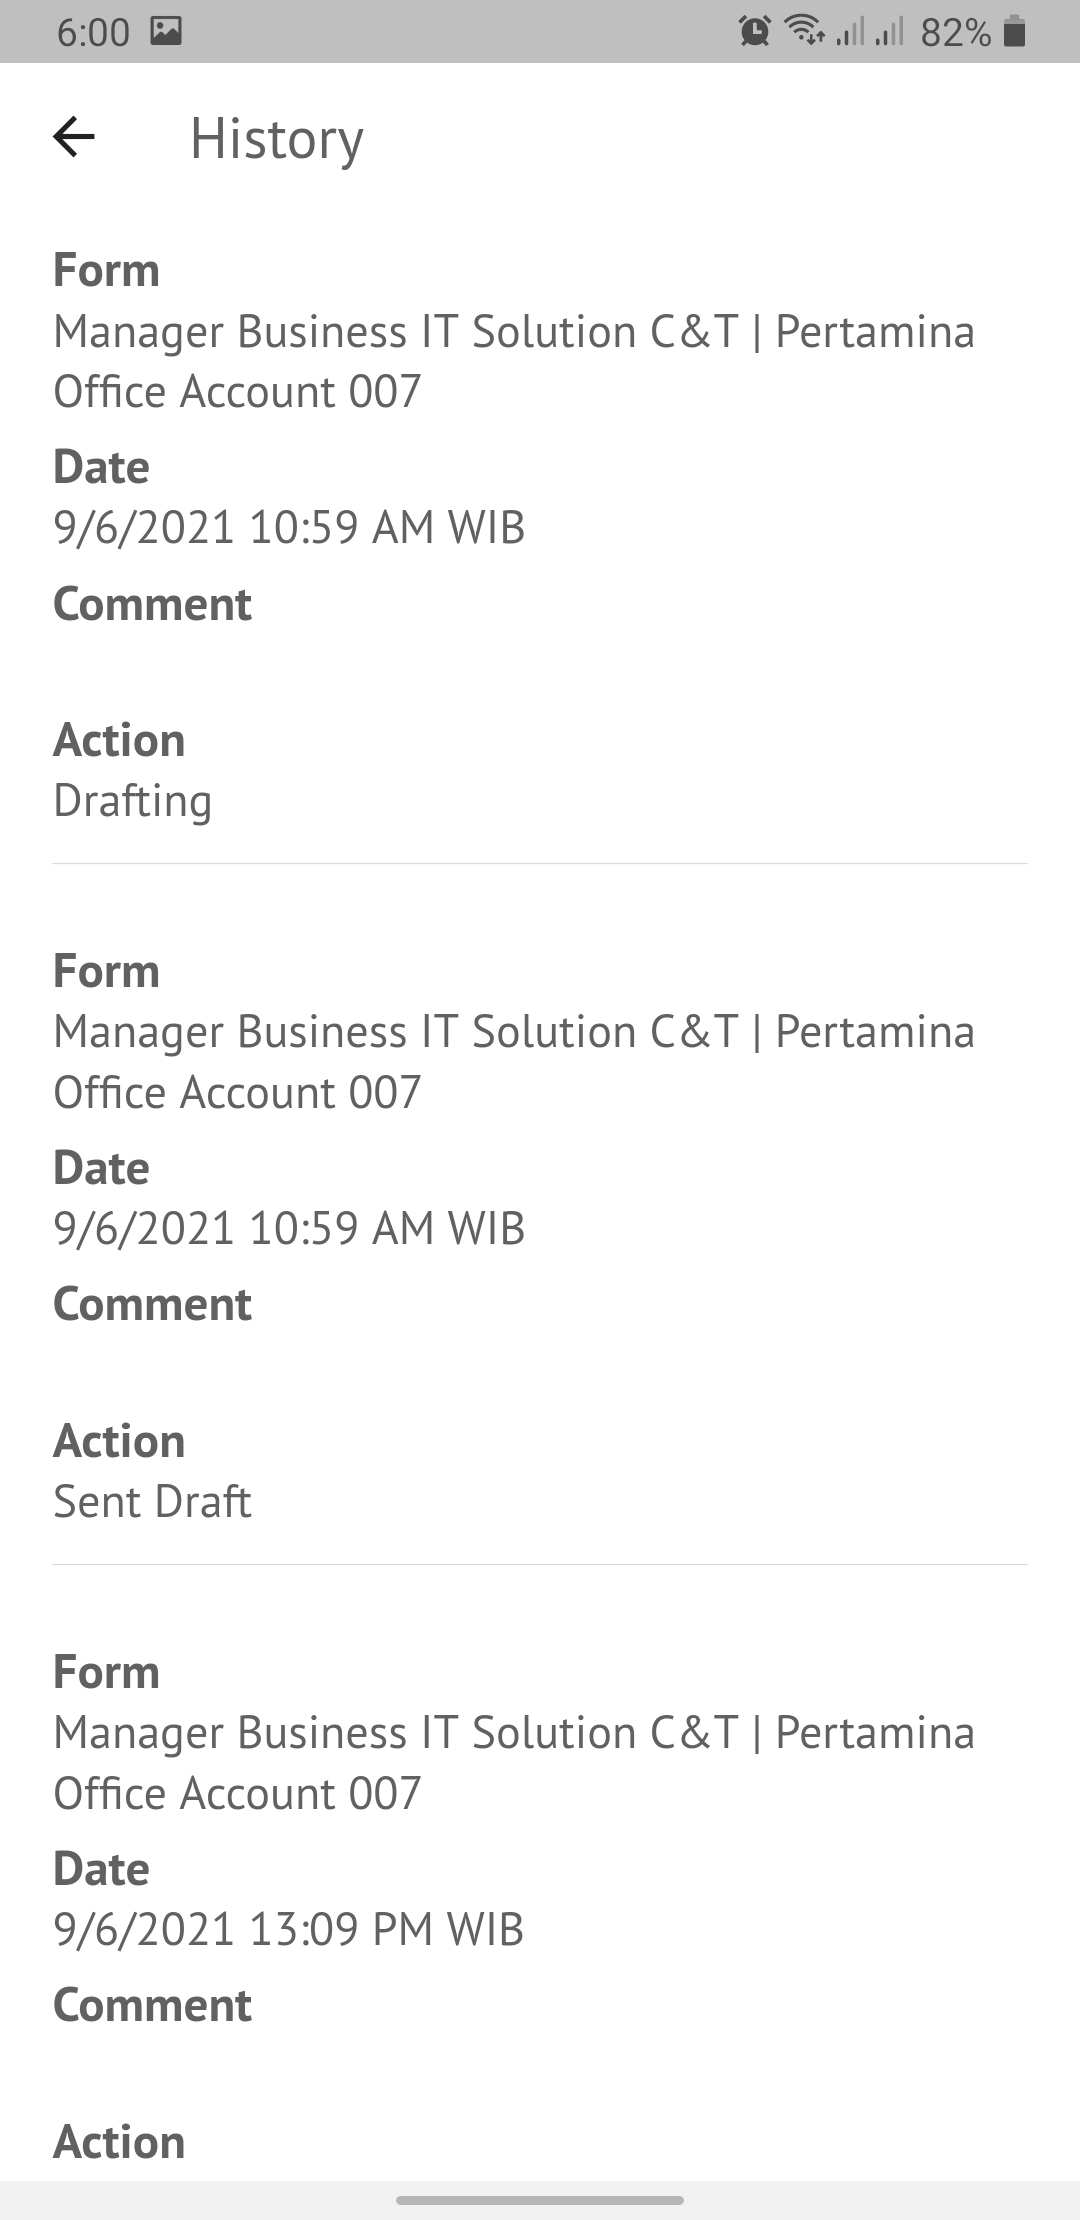 6:00 82%
History
Form
Manager Business IT Solution C&T | Pertamina
Office Account 007
Date
9/6/2021 10:59 AM WIB
Comment
Action
Drafting
Form
Manager Business IT Solution C&T | Pertamina
Office Account 007
Date
9/6/2021 10:59 AM WIB
Comment
Action
Sent Draft
Form
Manager Business IT Solution C&T | Pertamina
Office Account 007
Date
9/6/2021 13:09 PM WIB
Comment
Action